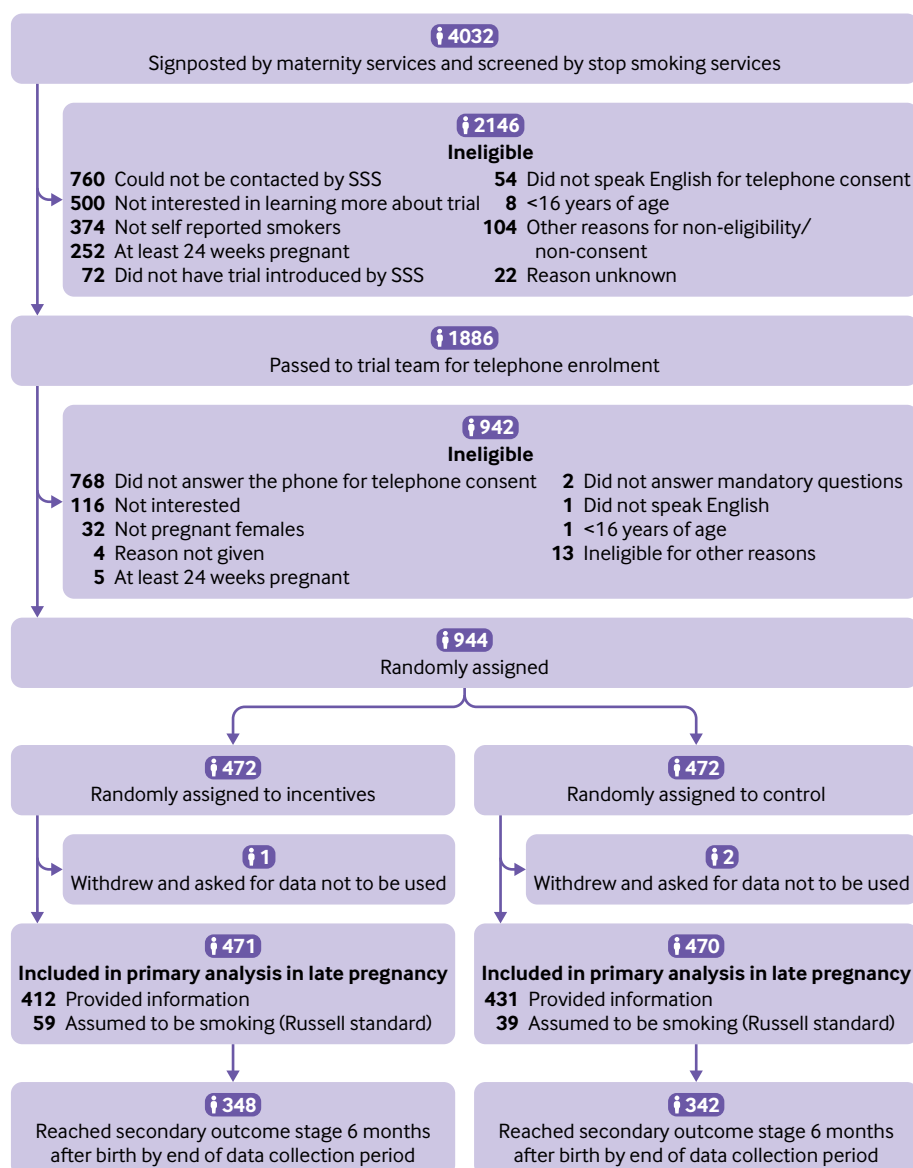 4032
Signposted by maternity services and screened by stop smoking services
2146
Ineligible
760 Could not be contacted by SSS
500 Not interested in learning more about trial
374 Not self reported smokers
252 At least 24 weeks pregnant
72 Did not have trial introduced by SSS
54 Did not speak English for telephone consent
8 <16 years of age
104 Other reasons for non-eligibility/
non-consent
22 Reason unknown
1886
Passed to trial team for telephone enrolment
942
Ineligible
768 Did not answer the phone for telephone consent
116 Not interested
32 Not pregnant females
4 Reason not given
5 At least 24 weeks pregnant
2 Did not answer mandatory questions
1 Did not speak English
1 <16 years of age
13 Ineligible for other reasons
944
Randomly assigned
472
Randomly assigned to incentives
1
Withdrew and asked for data not to be used
471
Included in primary analysis in late pregnancy
412 Provided information
59 Assumed to be smoking (Russell standard)
348
Reached secondary outcome stage 6 months
after birth by end of data collection period
472
Randomly assigned to control
2
Withdrew and asked for data not to be used
470
Included in primary analysis in late pregnancy
431 Provided information
39 Assumed to be smoking (Russell standard)
342
Reached secondary outcome stage 6 months
after birth by end of data collection period